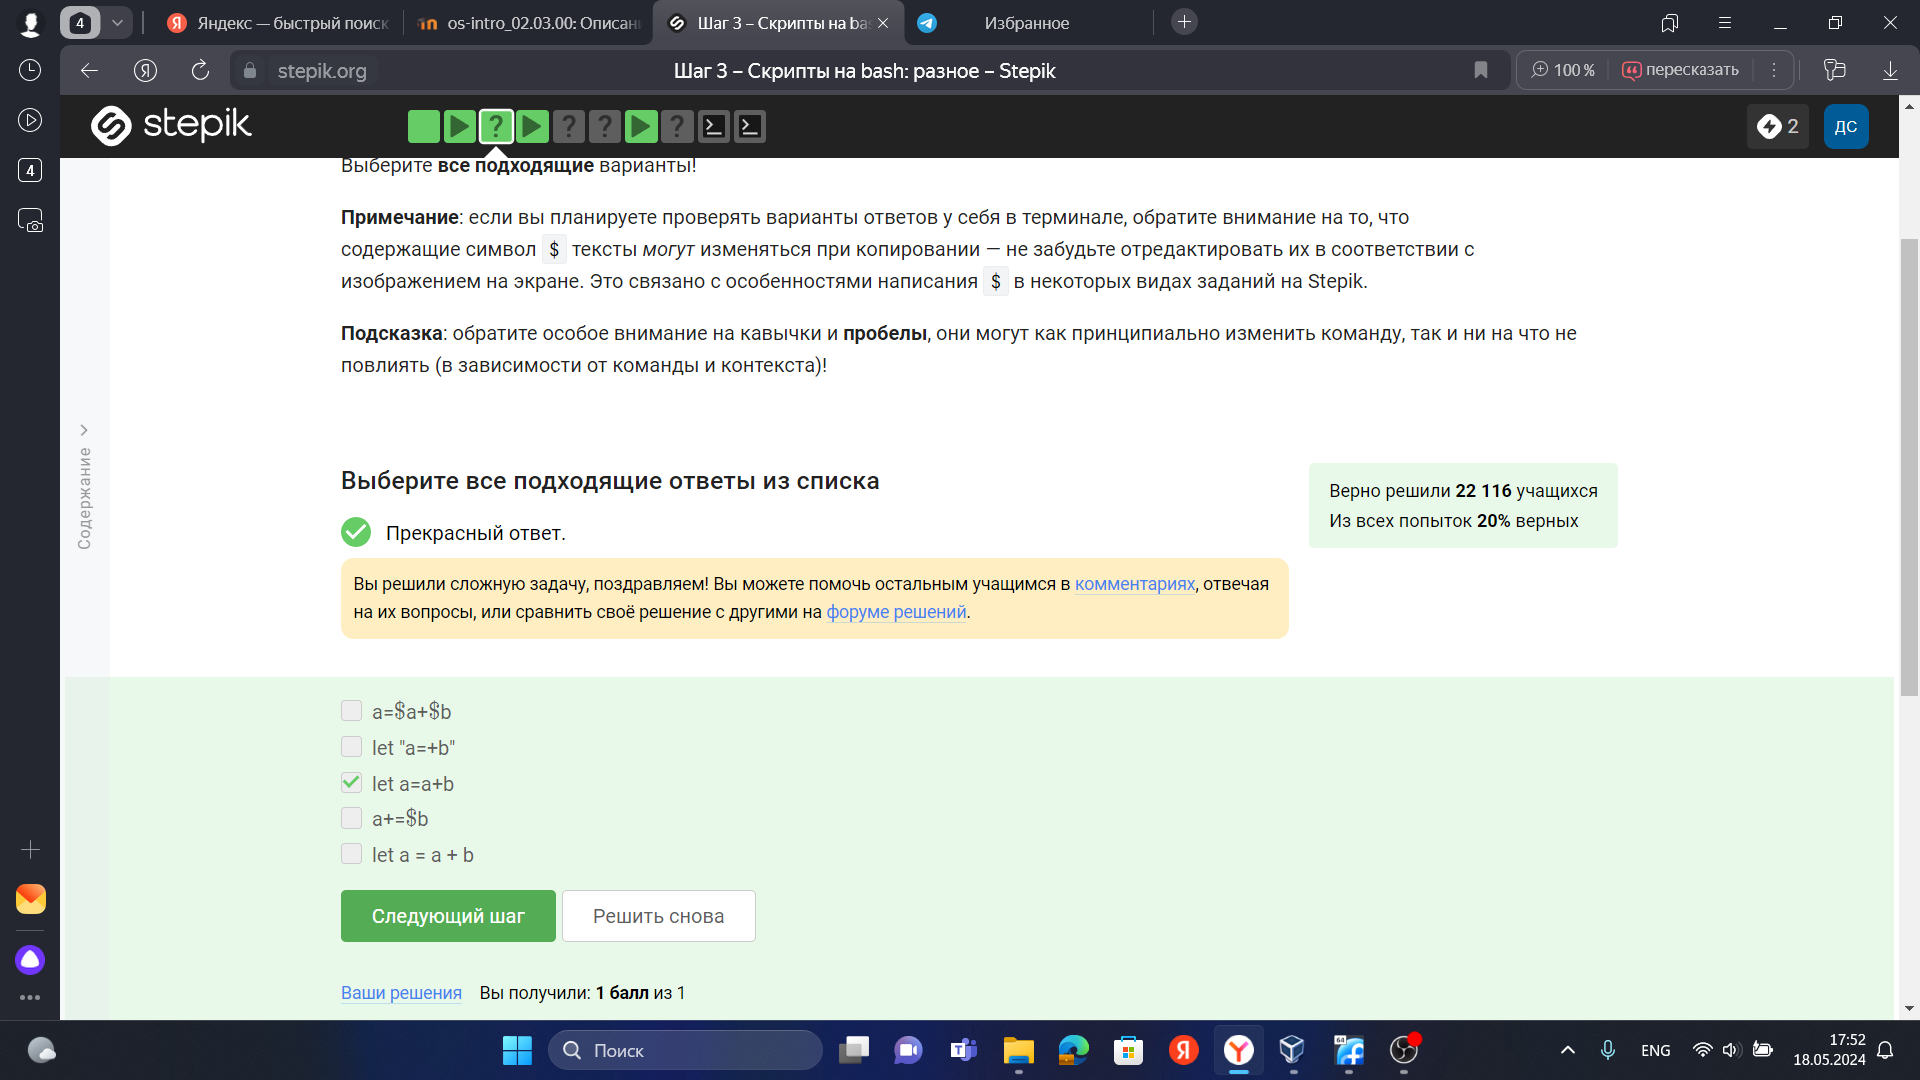 4
Яндекс — быстрый поиск
os-intro_02.03.00: Описан
Шаг 3 – Скрипты на ba
Избранное
stepik.org
Шаг 3 – Скрипты на bash: разное – Stepik
100 %
пересказать
stepik
2
ДС
4
Выберите все подходящие варианты!
Примечание: если вы планируете проверять варианты ответов у себя в терминале, обратите внимание на то, что
содержащие символ $ тексты могут изменяться при копировании — не забудьте отредактировать их в соответствии с
изображением на экране. Это связано с особенностями написания $ в некоторых видах заданий на Stepik.
Подсказка: обратите особое внимание на кавычки и пробелы, они могут как принципиально изменить команду, так и ни на что не
повлиять (в зависимости от команды и контекста)!
Содержание
Выберите все подходящие ответы из списка
Верно решили 22 116 учащихся
Из всех попыток 20% верных
Прекрасный ответ.
Вы решили сложную задачу, поздравляем! Вы можете помочь остальным учащимся в комментариях, отвечая
на их вопросы, или сравнить своё решение с другими на форуме решений.
a=$a+$b
let "a=+b"
let a=a+b
a+=$b
let a = a + b
Следующий шаг
Решить снова
Ваши решения
Вы получили: 1 балл из 1
Поиск
64
ENG
17:52
18.05.2024